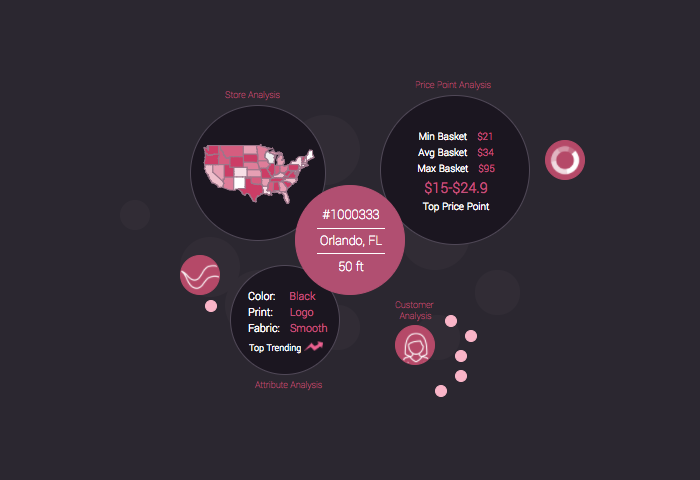 Price Point Analysis
Store Analysis
Min Basket $21
Avg Basket $34
Max Basket $95
$15-$24.9
Top Price Point
#1000333
Orlando, FL
50 ft
Color: Black
Print: Logo
Fabric: Smooth
Top Trending
Attribute Analysis
Customer
Analysis